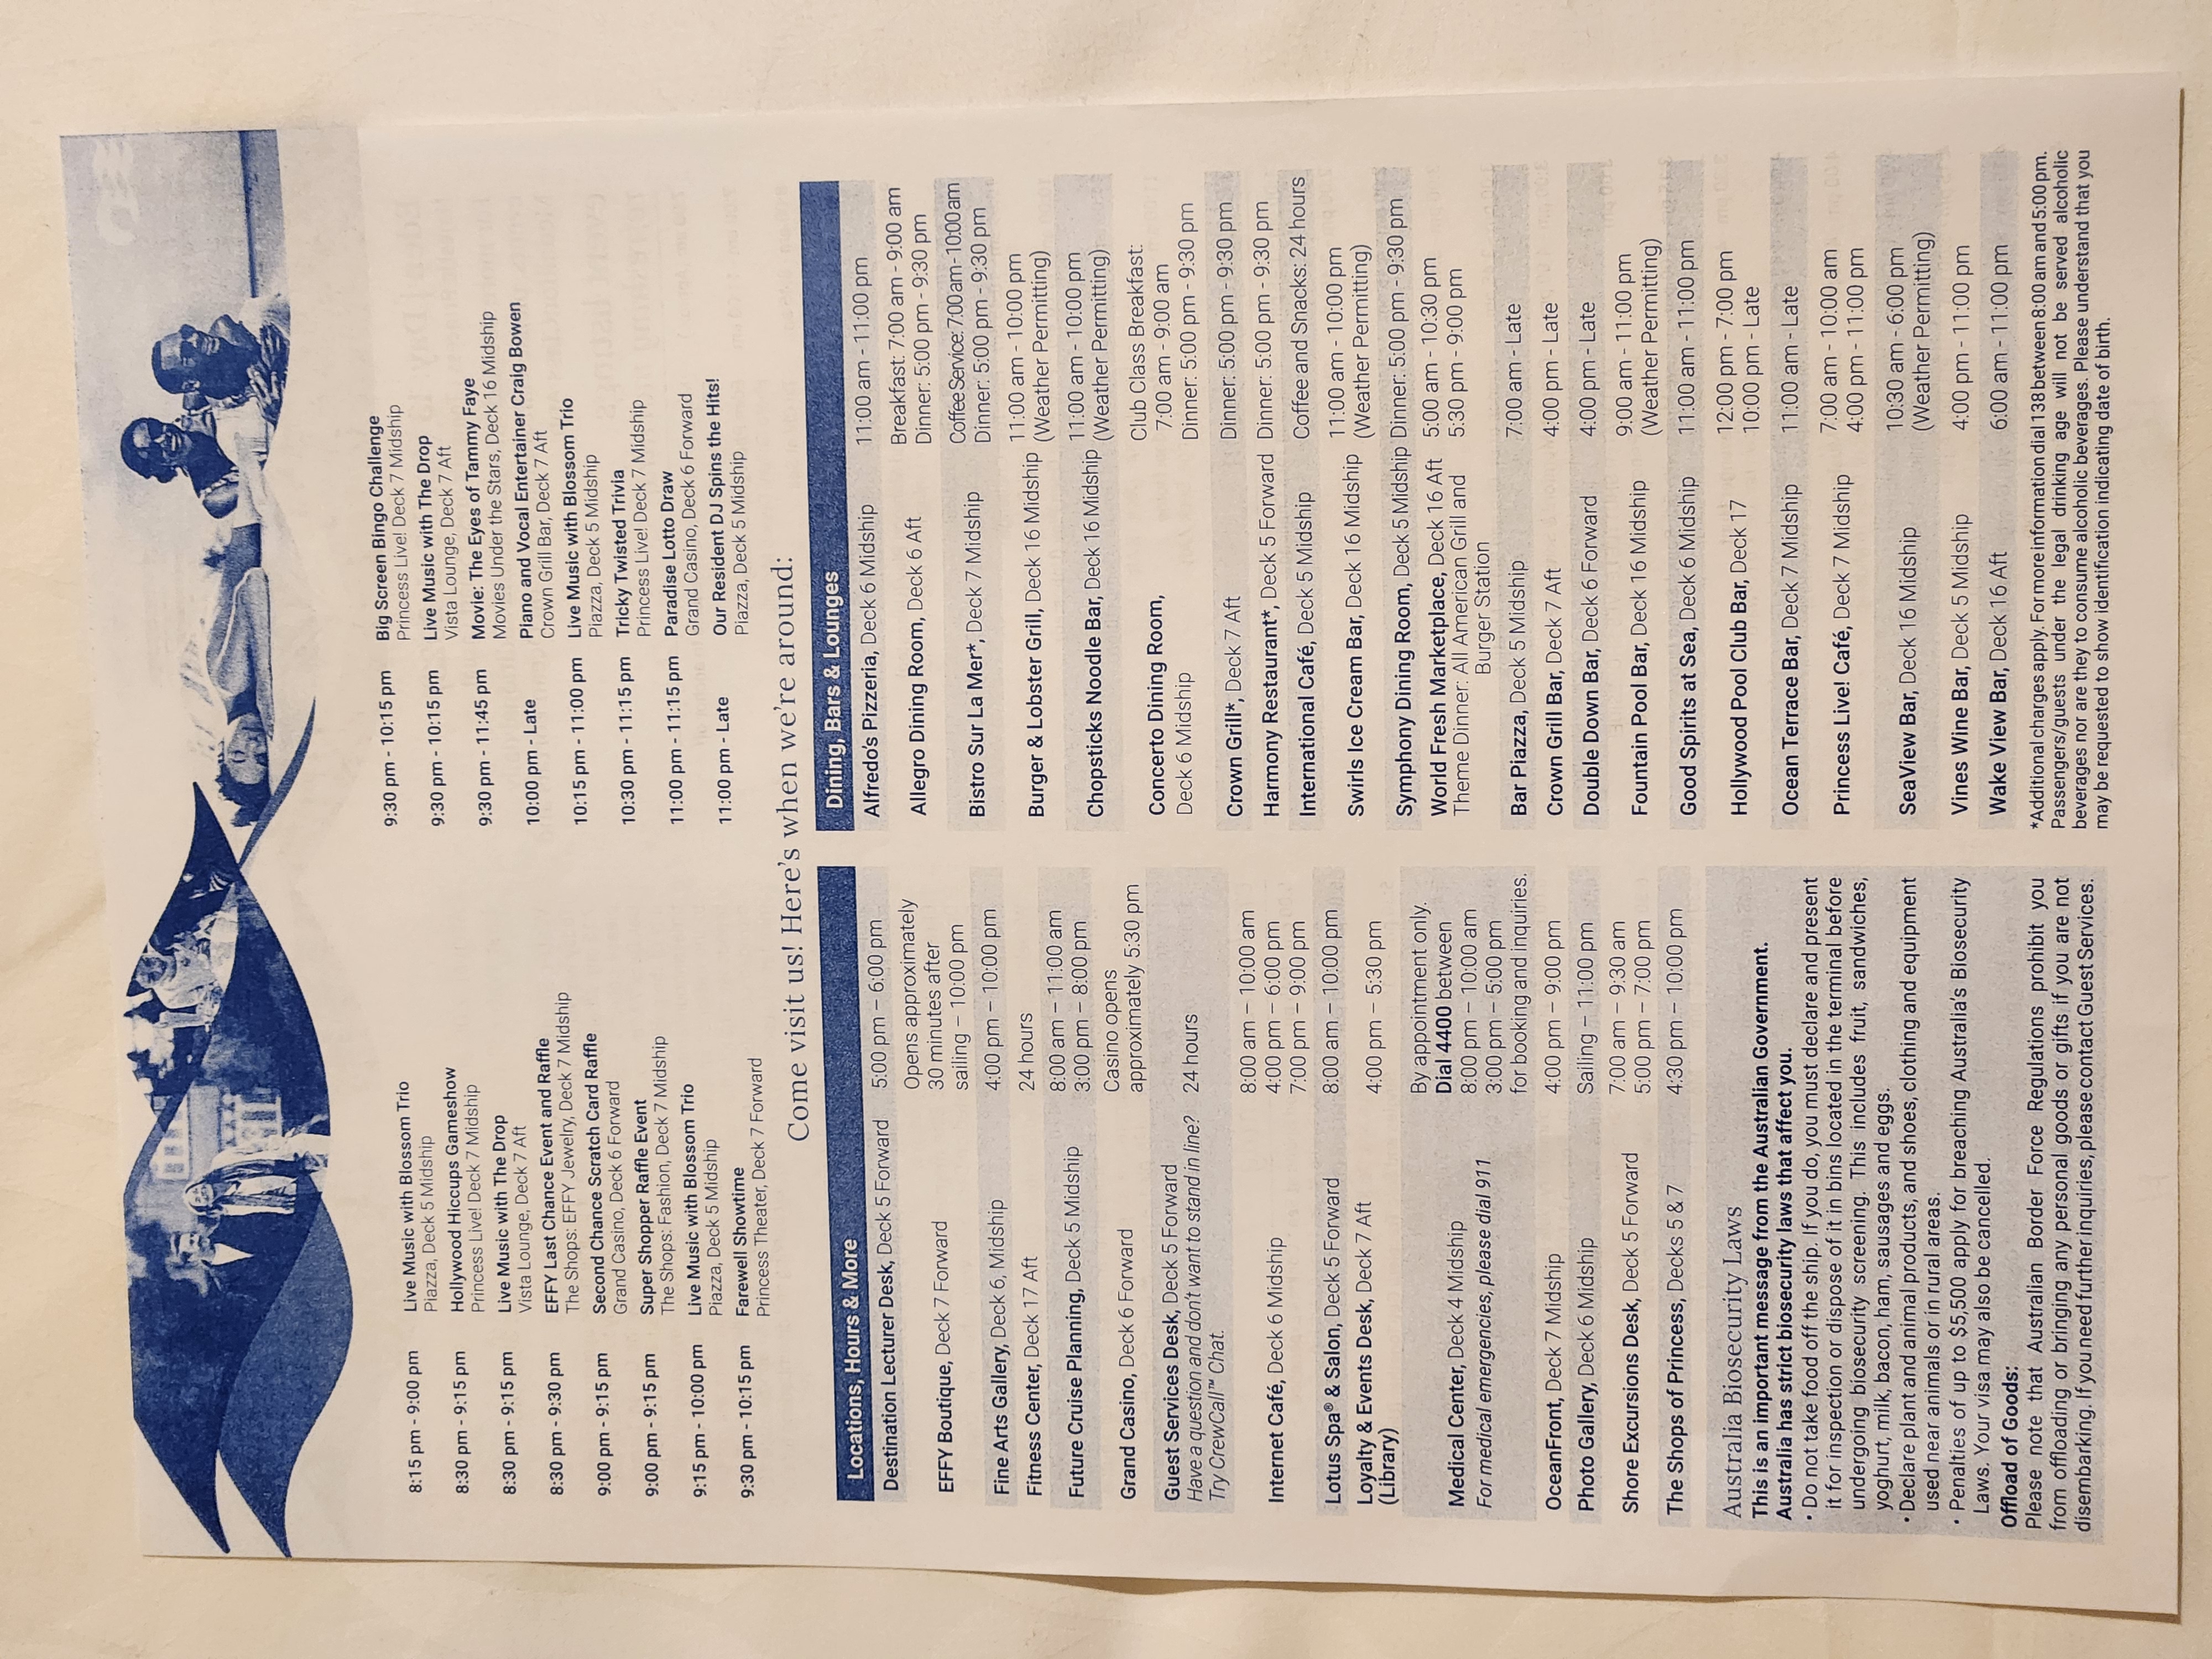 8:15 pm - 9:00 pm Live Music with Blossom Trio
Piazza, Deck 5 Midship
8:30 pm - 9:15 pm Hollywood Hiccups Gameshow
Princess Live! Deck 7 Midship
8:30 pm - 9:15 pm Live Music with The Drop
Vista Lounge, Deck 7 Aft
8:30 pm - 9:30 pm EFFY Last Chance Event and Raffle
The Shops: EFFY Jewelry, Deck 7 Midship
9:00 pm - 9:15 pm Second Chance Scratch Card Raffle
Grand Casino, Deck 6 Forward
9:00 pm - 9:15 pm Super Shopper Raffle Event
The Shops: Fashion, Deck 7 Midship
9:15 pm - 10:00 pm Live Music with Blossom Trio
Piazza, Deck 5 Midship
9:30 pm - 10:15 pm Farewell Showtime
Princess Theater, Deck 7 Forward
9:30 pm - 10:15 pm Big Screen Bingo Challenge
Princess Live! Deck 7 Midship
9:30 pm - 10:15 pm Live Music with The Drop
Vista Lounge, Deck 7 Aft
9:30 pm - 11:45 pm Movie: The Eyes of Tammy Faye
Movies Under the Stars, Deck 16 Midship
10:00 pm - Late Piano and Vocal Entertainer Craig Bowen
Crown Grill Bar, Deck 7 Aft
10:15 pm - 11:00 pm Live Music with Blossom Trio
Piazza, Deck 5 Midship
10:30 pm - 11:15 pm Tricky Twisted Trivia
Princess Live! Deck 7 Midship
11:00 pm - 11:15 pm Paradise Lotto Draw
Grand Casino, Deck 6 Forward
11:00 pm - Late Our Resident DJ Spins the Hits!
Piazza, Deck 5 Midship
Come visit us! Here's when we're around:
Locations, Hours & More
Destination Lecturer Desk, Deck 5 Forward 5:00 pm – 6:00 pm
Opens approximately
EFFY Boutique, Deck 7 Forward 30 minutes after
sailing – 10:00 pm
Fine Arts Gallery, Deck 6, Midship 4:00 pm – 10:00 pm
Fitness Center, Deck 17 Aft 24 hours
Future Cruise Planning, Deck 5 Midship 8:00 am – 11:00 am
3:00 pm – 8:00 pm
Grand Casino, Deck 6 Forward Casino opens
approximately 5:30 pm
Guest Services Desk, Deck 5 Forward
Have a question and don't want to stand in line? 24 hours
Try CrewCall™ Chat.
Internet Café, Deck 6 Midship 8:00 am – 10:00 am
4:00 pm – 6:00 pm
7:00 pm – 9:00 pm
Lotus Spa® & Salon, Deck 5 Forward 8:00 am – 10:00 pm
Loyalty & Events Desk, Deck 7 Aft 4:00 pm – 5:30 pm
(Library)
By appointment only.
Dial 4400 between
Medical Center, Deck 4 Midship 8:00 pm – 10:00 am
For medical emergencies, please dial 911 3:00 pm – 5:00 pm
for booking and inquiries.
OceanFront, Deck 7 Midship 4:00 pm – 9:00 pm
Photo Gallery, Deck 6 Midship Sailing – 11:00 pm
Shore Excursions Desk, Deck 5 Forward 7:00 am – 9:30 am
5:00 pm – 7:00 pm
The Shops of Princess, Decks 5 & 7 4:30 pm – 10:00 pm
Australia Biosecurity Laws
This is an important message from the Australian Government.
Australia has strict biosecurity laws that affect you.
• Do not take food off the ship. If you do, you must declare and present
it for inspection or dispose of it in bins located in the terminal before
undergoing biosecurity screening. This includes fruit, sandwiches,
yoghurt, milk, bacon, ham, sausages and eggs.
• Declare plant and animal products, and shoes, clothing and equipment
used near animals or in rural areas.
• Penalties of up to $5,500 apply for breaching Australia's Biosecurity
Laws. Your visa may also be cancelled.
Offload of Goods:
Please note that Australian Border Force Regulations prohibit you
from offloading or bringing any personal goods or gifts if you are not
disembarking. If you need further inquiries, please contact Guest Services.
Dining, Bars & Lounges
Alfredo's Pizzeria, Deck 6 Midship 11:00 am - 11:00 pm
Allegro Dining Room, Deck 6 Aft Breakfast: 7:00 am - 9:00 am
Dinner: 5:00 pm - 9:30 pm
Bistro Sur La Mer*, Deck 7 Midship Coffee Service: 7:00 am - 10:00 am
Dinner: 5:00 pm - 9:30 pm
Burger & Lobster Grill, Deck 16 Midship 11:00 am - 10:00 pm
(Weather Permitting)
Chopsticks Noodle Bar, Deck 16 Midship 11:00 am - 10:00 pm
(Weather Permitting)
Club Class Breakfast:
Concerto Dining Room, 7:00 am - 9:00 am
Deck 6 Midship Dinner: 5:00 pm - 9:30 pm
Crown Grill*, Deck 7 Aft Dinner: 5:00 pm - 9:30 pm
Harmony Restaurant*, Deck 5 Forward Dinner: 5:00 pm - 9:30 pm
International Café, Deck 5 Midship Coffee and Snacks: 24 hours
Swirls Ice Cream Bar, Deck 16 Midship 11:00 am - 10:00 pm
(Weather Permitting)
Symphony Dining Room, Deck 5 Midship Dinner: 5:00 pm - 9:30 pm
World Fresh Marketplace, Deck 16 Aft 5:00 am - 10:30 pm
Theme Dinner: All American Grill and 5:30 pm - 9:00 pm
Burger Station
Bar Piazza, Deck 5 Midship 7:00 am - Late
Crown Grill Bar, Deck 7 Aft 4:00 pm - Late
Double Down Bar, Deck 6 Forward 4:00 pm - Late
Fountain Pool Bar, Deck 16 Midship 9:00 am - 11:00 pm
(Weather Permitting)
Good Spirits at Sea, Deck 6 Midship 11:00 am - 11:00 pm
Hollywood Pool Club Bar, Deck 17 12:00 pm - 7:00 pm
10:00 pm - Late
Ocean Terrace Bar, Deck 7 Midship 11:00 am - Late
Princess Live! Café, Deck 7 Midship 7:00 am - 10:00 am
4:00 pm - 11:00 pm
SeaView Bar, Deck 16 Midship 10:30 am - 6:00 pm
(Weather Permitting)
Vines Wine Bar, Deck 5 Midship 4:00 pm - 11:00 pm
Wake View Bar, Deck 16 Aft 6:00 am - 11:00 pm
*Additional charges apply. For more information dial 138 between 8:00 am and 5:00 pm.
Passengers/guests under the legal drinking age will not be served alcoholic
beverages nor are they to consume alcoholic beverages. Please understand that you
may be requested to show identification indicating date of birth.